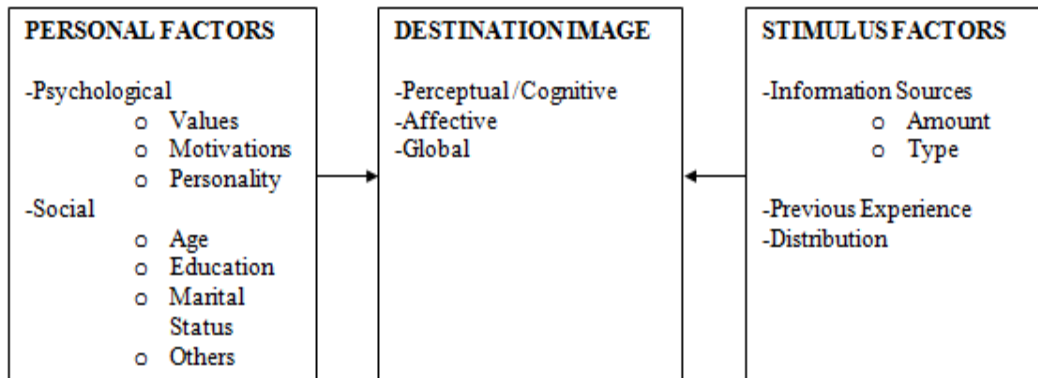 PERSONAL FACTORS
-Psychological
o Values
o Motivations
o Personality
-Social
o Age
o Education
o Marital
Status
o Others
DESTINATION IMAGE
-Perceptual /Cognitive
-Affective
-Global
STIMULUS FACTORS
-Information Sources
o Amount
o Type
-Previous Experience
-Distribution